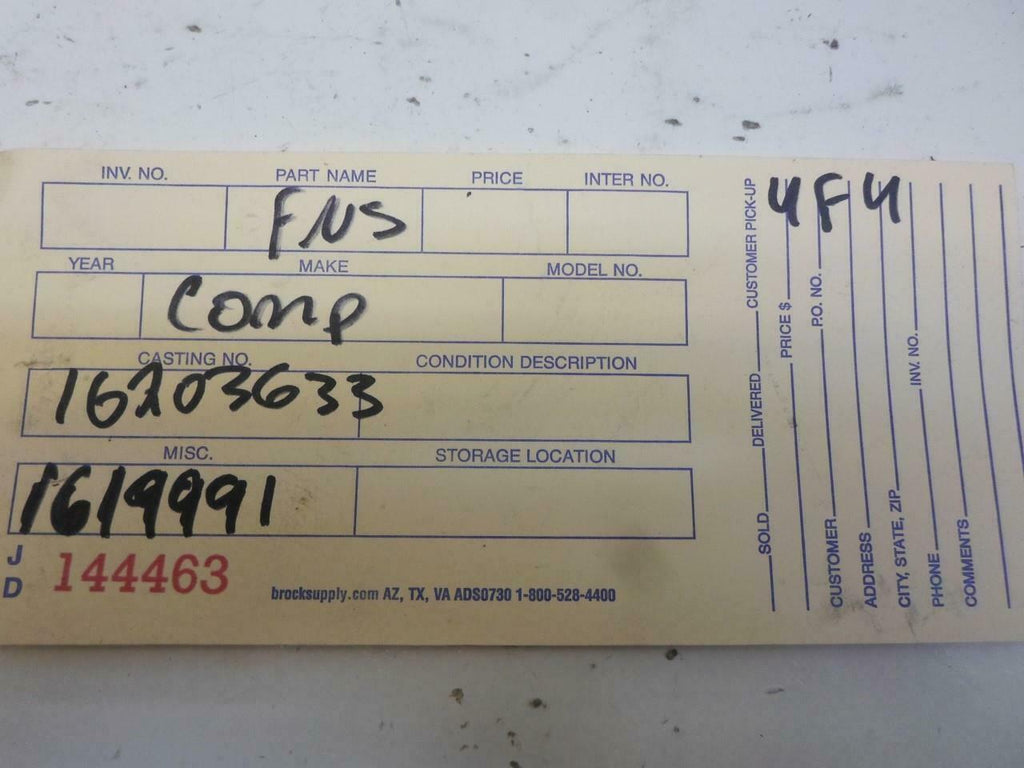 INV. NO. PART NAME PRICE INTER NO.
FNS
YEAR MAKE MODEL NO.
Comp
CASTING NO. CONDITION DESCRIPTION
16203633
MISC. STORAGE LOCATION
1619991
J
D
144463
brocksupply.com AZ, TX, VA ADS0730 1-800-528-4400
4F4
SOLD DELIVERED CUSTOMER PICK-UP
PRICE $
CUSTOMER P.O. NO.
ADDRESS
CITY, STATE, ZIP
PHONE INV. NO.
COMMENTS